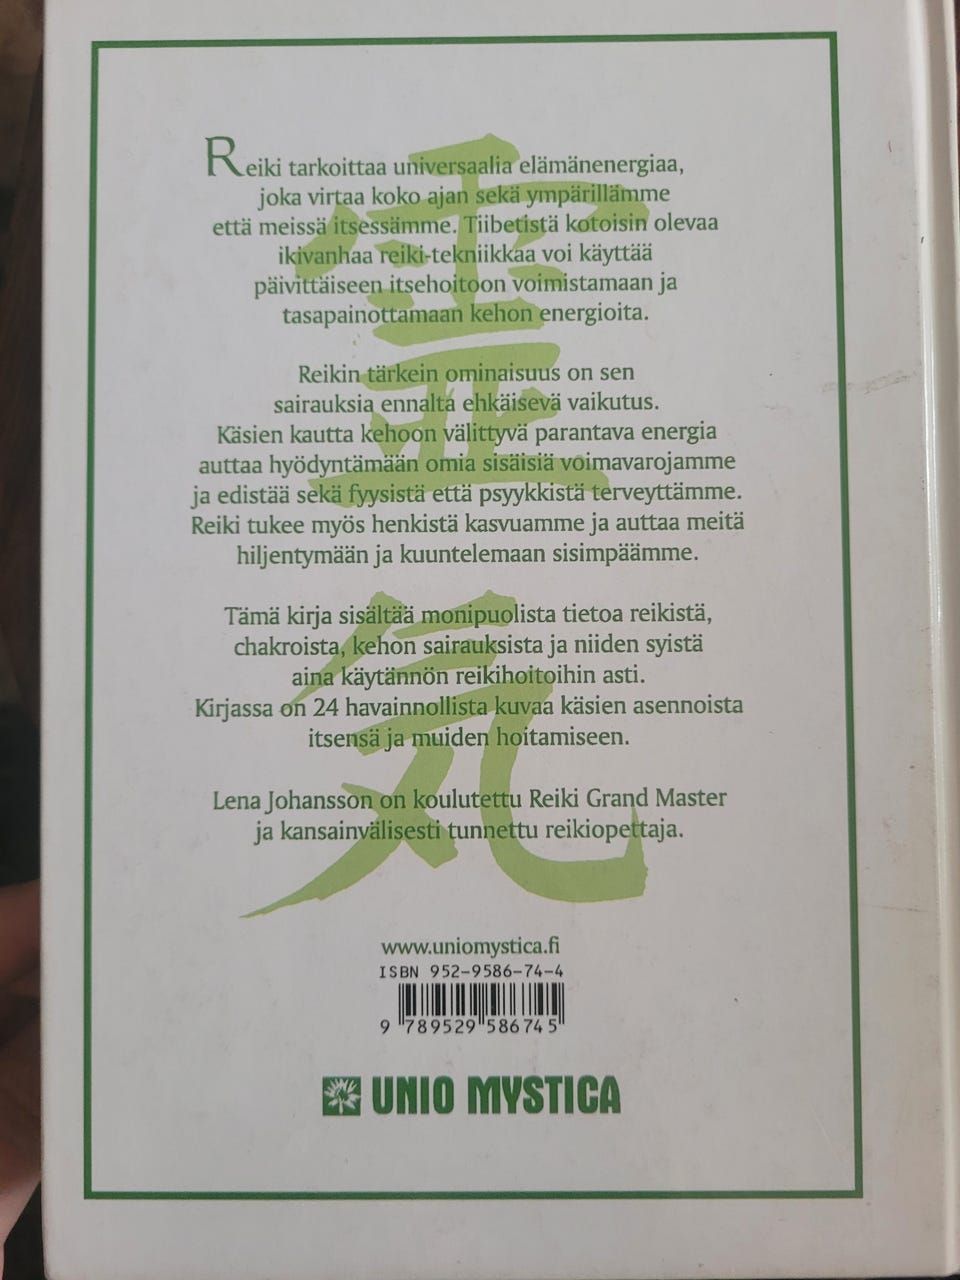 Reiki tarkoittaa universaalia elämänenergiaa,
joka virtaa koko ajan sekä ympärillämme
että meissä itsessämme. Tiibetistä kotoisin olevaa
ikivanhaa reiki-tekniikkaa voi käyttää
päivittäiseen itsehoitoon voimistamaan ja
tasapainottamaan kehon energioita.
Reikin tärkein ominaisuus on sen
sairauksia ennalta ehkäisevä vaikutus.
Käsien kautta kehoon välittyvä parantava energia
auttaa hyödyntämään omia sisäisiä voimavarojamme
ja edistää sekä fyysistä että psyykkistä terveyttämme.
Reiki tukee myös henkistä kasvuamme ja auttaa meitä
hiljentymään ja kuuntelemaan sisimpäämme.
Tämä kirja sisältää monipuolista tietoa reikistä,
chakroista, kehon sairauksista ja niiden syistä
aina käytännön reikihoitoihin asti.
Kirjassa on 24 havainnollista kuvaa käsien asennoista
itsensä ja muiden hoitamiseen.
Lena Johansson on koulutettu Reiki Grand Master
ja kansainvälisesti tunnettu reikiopettaja.
霊
気
www.uniomystica.fi
ISBN 952-9586-74-4
9 789529 586745
UNIO MYSTICA